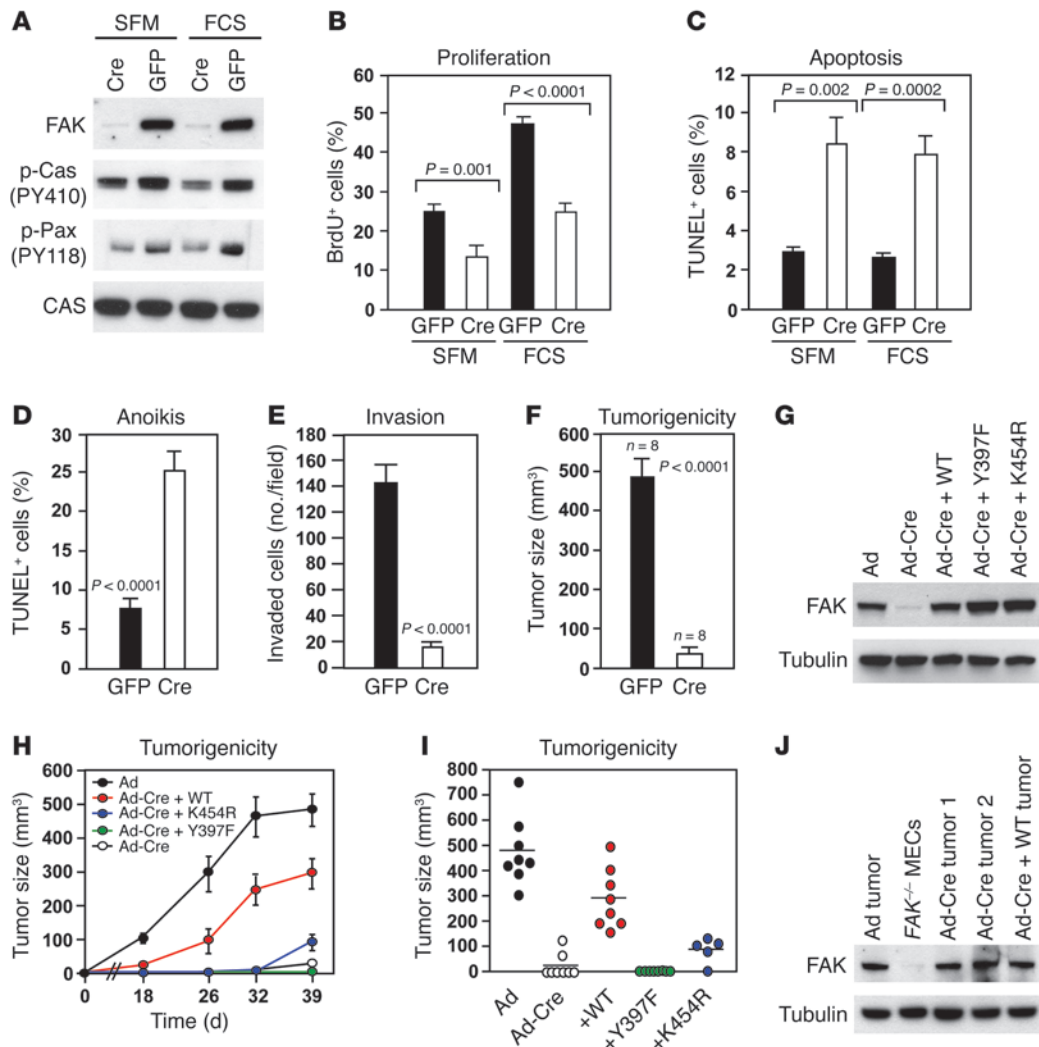 A
SFM FCS
Cre GFP Cre GFP
FAK
p-Cas
(PY410)
p-Pax
(PY118)
CAS
B
Proliferation
P < 0.0001
P = 0.001
BrdU⁺ cells (%)
60
50
40
30
20
10
0
GFP Cre GFP Cre
SFM FCS
C
Apoptosis
P = 0.002 P = 0.0002
TUNEL⁺ cells (%)
12
10
8
6
4
2
0
GFP Cre GFP Cre
SFM FCS
D
Anoikis
TUNEL⁺ cells (%)
30
25
20
15
10
5
0
P < 0.0001
GFP Cre
E
Invasion
Invaded cells (no./field)
180
160
140
120
100
80
60
40
20
0
P < 0.0001
GFP Cre
F
Tumorigenicity
Tumor size (mm³)
600
500
400
300
200
100
0
n = 8
P < 0.0001
n = 8
GFP Cre
G
Ad
Ad-Cre
Ad-Cre + WT
Ad-Cre + Y397F
Ad-Cre + K454R
FAK
Tubulin
H
Tumorigenicity
Tumor size (mm³)
600
500
400
300
200
100
0
Ad
Ad-Cre + WT
Ad-Cre + K454R
Ad-Cre + Y397F
Ad-Cre
0 18 26 32 39
Time (d)
I
Tumorigenicity
Tumor size (mm³)
800
700
600
500
400
300
200
100
0
Ad
Ad-Cre
+WT
+Y397F
+K454R
J
Ad tumor
FAK⁻/⁻ MECs
Ad-Cre tumor 1
Ad-Cre tumor 2
Ad-Cre + WT tumor
FAK
Tubulin